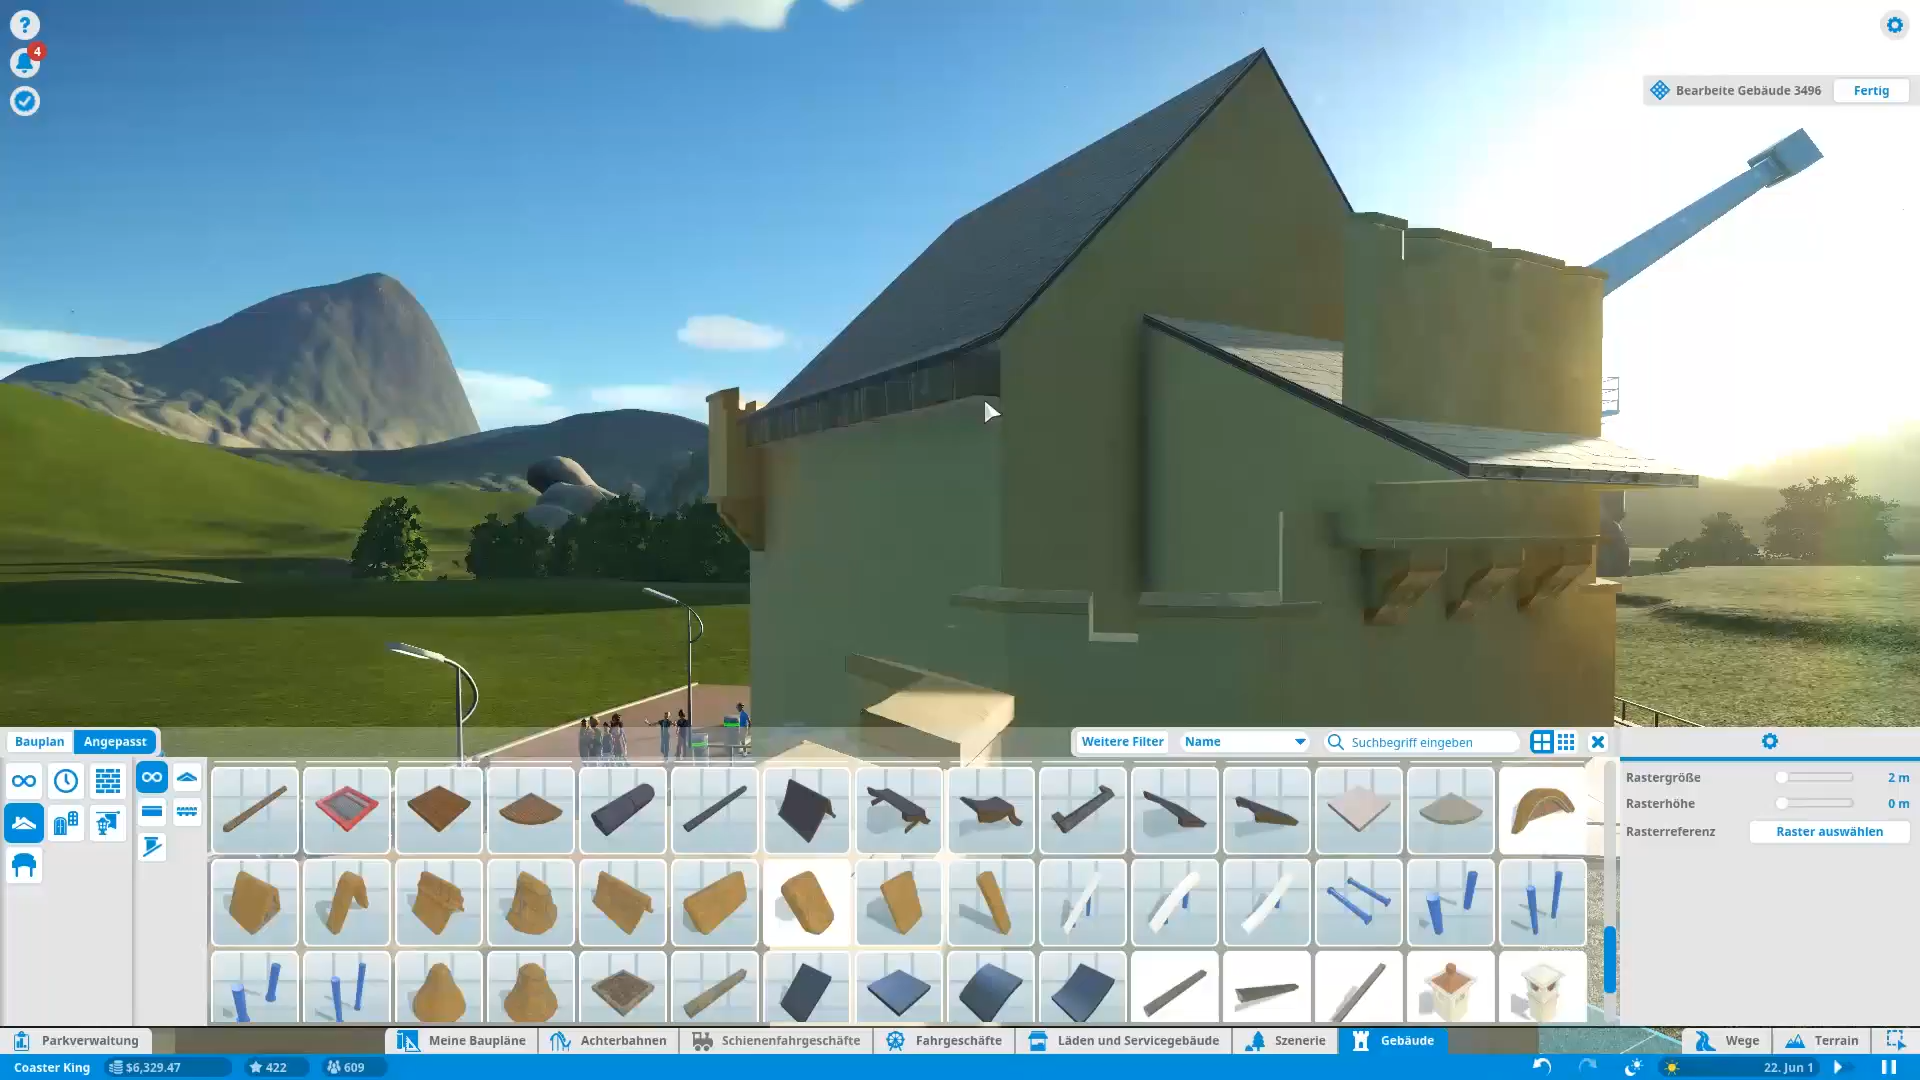 ?
4
Bearbeite Gebäude 3496
Fertig
Bauplan
Angepasst
Weitere Filter
Name
Suchbegriff eingeben
Rastergröße
2 m
Rasterhöhe
0 m
Rasterreferenz
Raster auswählen
Parkverwaltung
Meine Baupläne
Achterbahnen
Schienenfahrgeschäfte
Fahrgeschäfte
Läden und Servicegebäude
Szenerie
Gebäude
Wege
Terrain
Coaster King
$6,329.47
422
609
22. Jun 1